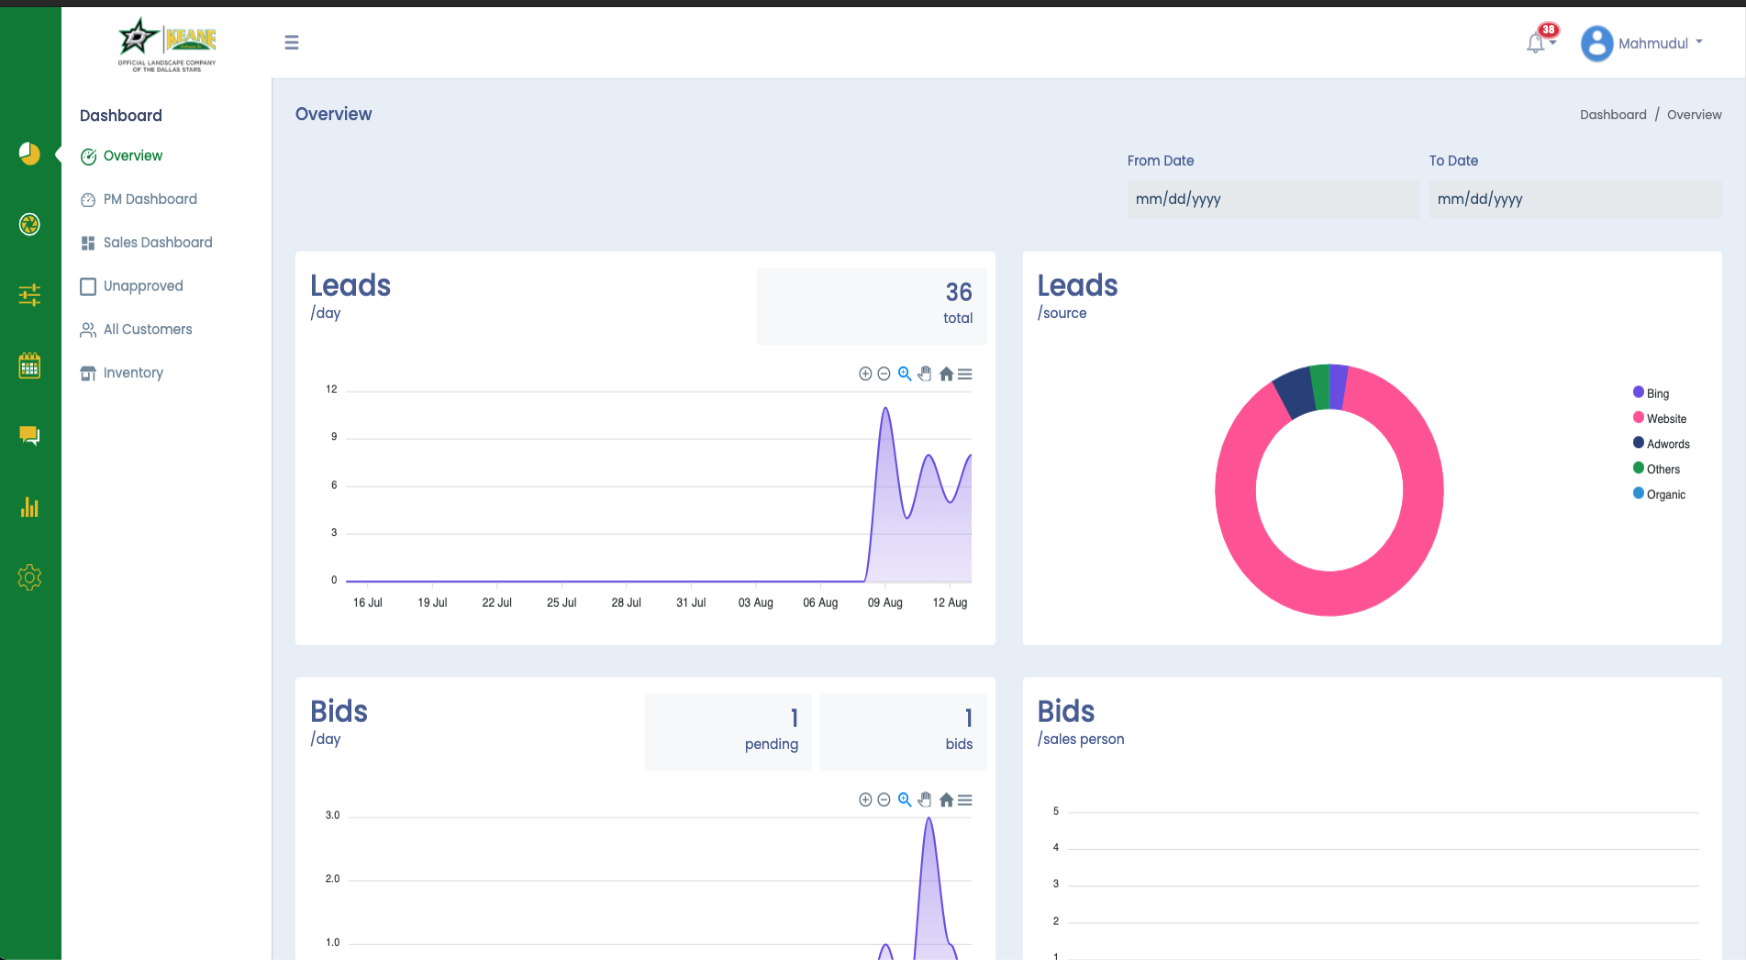 KEANE
OFFICIAL LANDSCAPE COMPANY
OF THE DALLAS STARS
38
Mahmudul
Dashboard
Overview
PM Dashboard
Sales Dashboard
Unapproved
All Customers
Inventory
Overview
Dashboard / Overview
From Date
To Date
mm/dd/yyyy
mm/dd/yyyy
Leads
/day
36
total
12
9
6
3
0
16 Jul
19 Jul
22 Jul
25 Jul
28 Jul
31 Jul
03 Aug
06 Aug
09 Aug
12 Aug
Leads
/source
Bing
Website
Adwords
Others
Organic
Bids
/day
1
pending
1
bids
3.0
2.0
1.0
Bids
/sales person
5
4
3
2
1